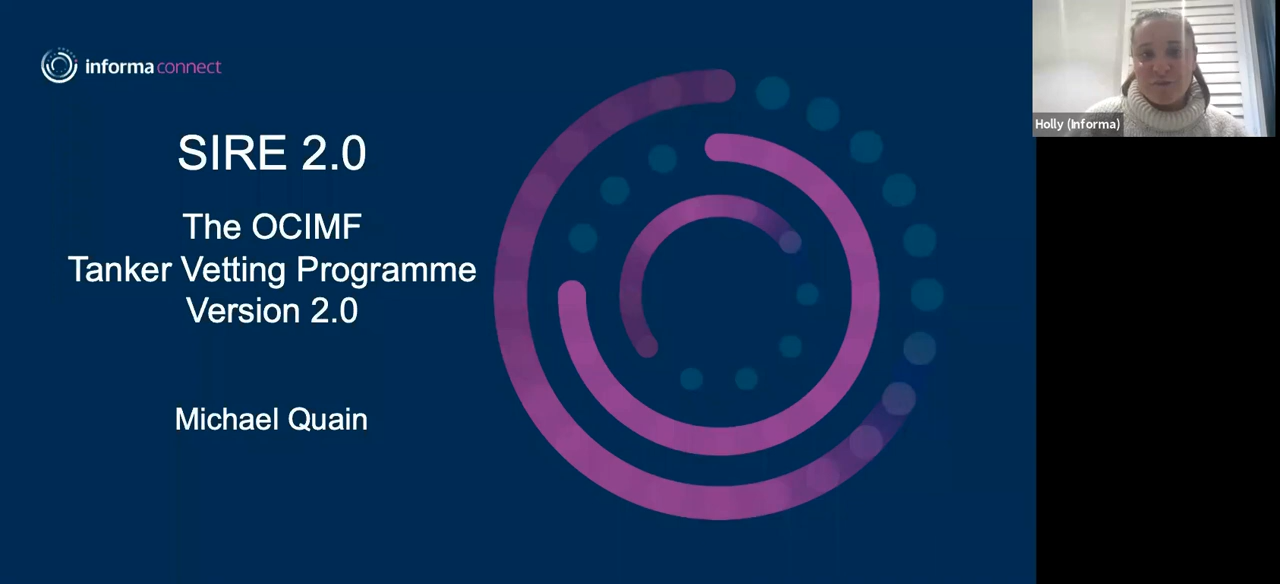 informa connect
SIRE 2.0
The OCIMF
Tanker Vetting Programme
Version 2.0
Michael Quain
Holly (Informa)